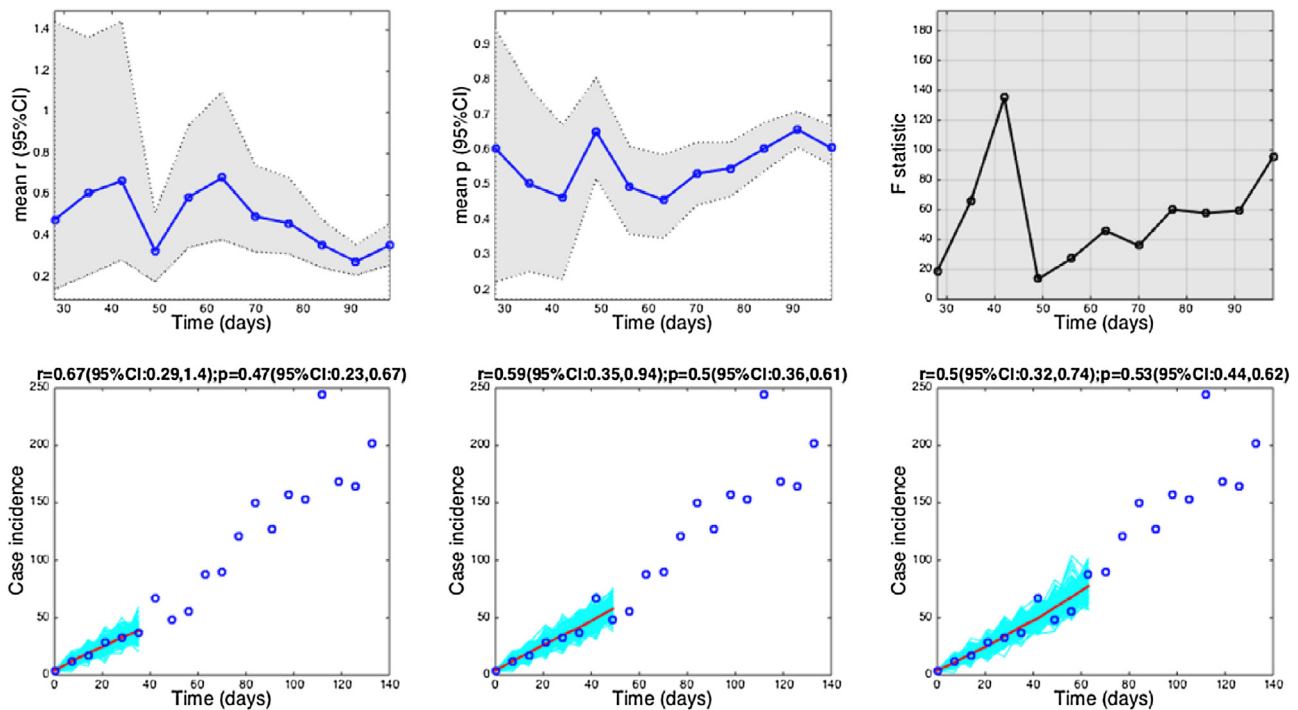 1.4
1.2
1
0.8
0.6
0.4
0.2
mean r (95%CI)
30 40 50 60 70 80 90
Time (days)
0.9
0.8
0.7
0.6
0.5
0.4
0.3
0.2
mean p (95%CI)
30 40 50 60 70 80 90
Time (days)
180
160
140
120
100
80
60
40
20
0
F statistic
30 40 50 60 70 80 90
Time (days)
r=0.67(95%CI:0.29,1.4);p=0.47(95%CI:0.23,0.67)
250
200
150
100
50
0
Case incidence
0 20 40 60 80 100 120 140
Time (days)
r=0.59(95%CI:0.35,0.94);p=0.5(95%CI:0.36,0.61)
250
200
150
100
50
0
Case incidence
0 20 40 60 80 100 120 140
Time (days)
r=0.5(95%CI:0.32,0.74);p=0.53(95%CI:0.44,0.62)
250
200
150
100
50
0
Case incidence
0 20 40 60 80 100 120 140
Time (days)